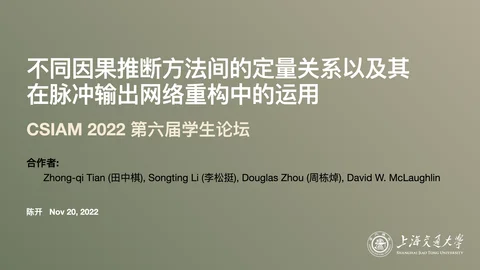 不同因果推断方法间的定量关系以及其
在脉冲输出网络重构中的运用
CSIAM 2022 第六届学生论坛
合作者:
Zhong-qi Tian (田中棋), Songting Li (李松挺), Douglas Zhou (周栋焯), David W. McLaughlin
陈开 Nov 20, 2022
上海交通大学
SHANGHAI JIAO TONG UNIVERSITY